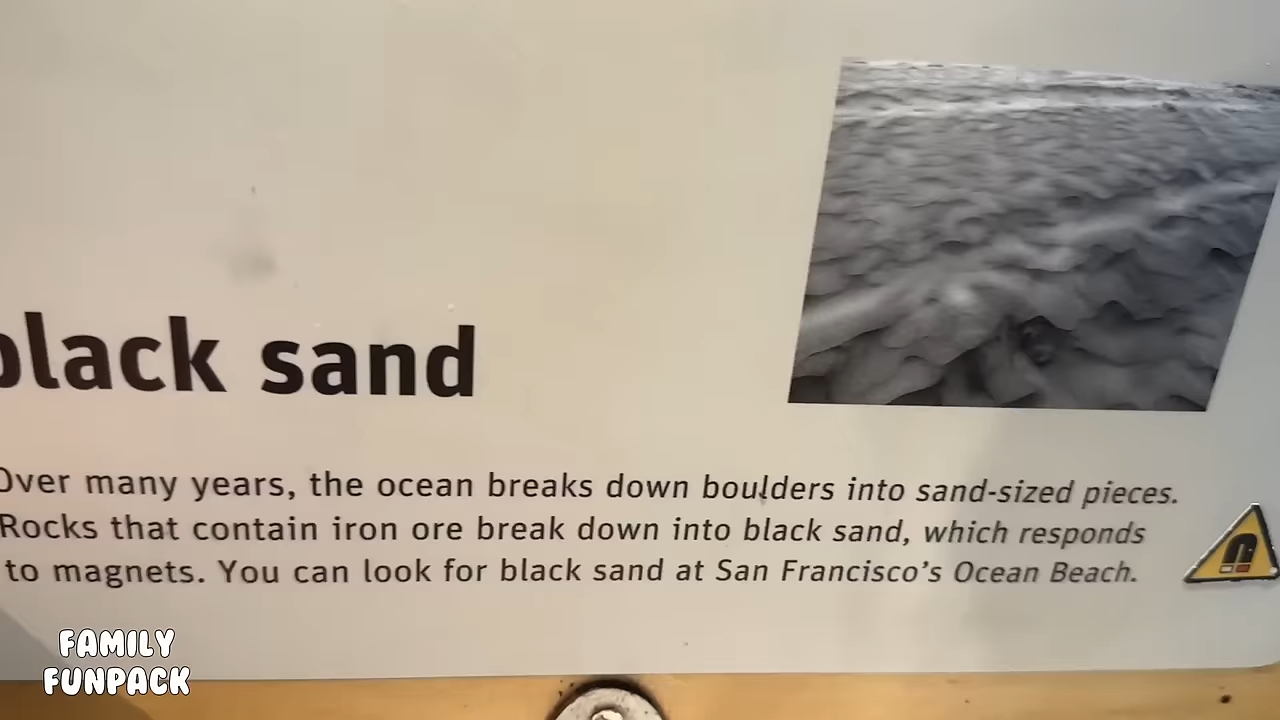 black sand
Over many years, the ocean breaks down boulders into sand-sized pieces.
Rocks that contain iron ore break down into black sand, which responds
to magnets. You can look for black sand at San Francisco's Ocean Beach.
FAMILY
FUNPACK